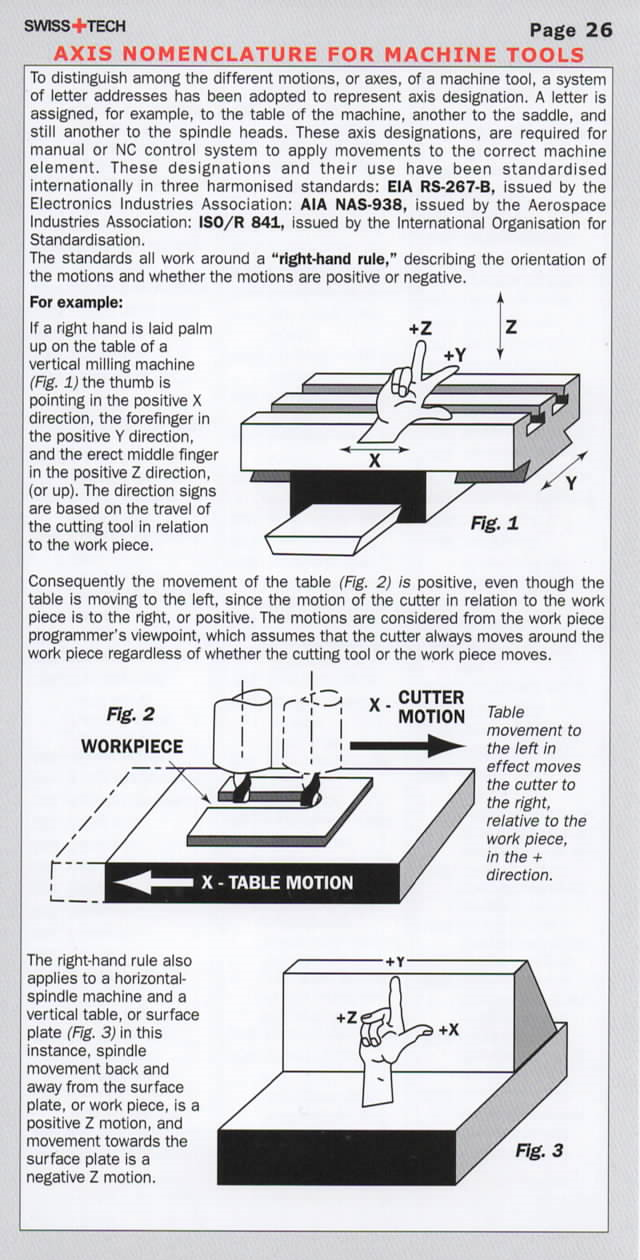 SWISS+TECH
Page 26
AXIS NOMENCLATURE FOR MACHINE TOOLS
To distinguish among the different motions, or axes, of a machine tool, a system
of letter addresses has been adopted to represent axis designation. A letter is
assigned, for example, to the table of the machine, another to the saddle, and
still another to the spindle heads. These axis designations, are required for
manual or NC control system to apply movements to the correct machine
element. These designations and their use have been standardised
internationally in three harmonised standards: EIA RS-267-B, issued by the
Electronics Industries Association: AIA NAS-938, issued by the Aerospace
Industries Association: ISO/R 841, issued by the International Organisation for
Standardisation.
The standards all work around a “right-hand rule,” describing the orientation of
the motions and whether the motions are positive or negative.
For example:
If a right hand is laid palm
up on the table of a
vertical milling machine
(Fig. 1) the thumb is
pointing in the positive X
direction, the forefinger in
the positive Y direction,
and the erect middle finger
in the positive Z direction,
(or up). The direction signs
are based on the travel of
the cutting tool in relation
to the work piece.
+Z
Z
+Y
X
Y
Fig. 1
Consequently the movement of the table (Fig. 2) is positive, even though the
table is moving to the left, since the motion of the cutter in relation to the work
piece is to the right, or positive. The motions are considered from the work piece
programmer’s viewpoint, which assumes that the cutter always moves around the
work piece regardless of whether the cutting tool or the work piece moves.
Fig. 2
WORKPIECE
X - CUTTER
MOTION
X - TABLE MOTION
Table
movement to
the left in
effect moves
the cutter to
the right,
relative to the
work piece,
in the +
direction.
The right-hand rule also
applies to a horizontal-
spindle machine and a
vertical table, or surface
plate (Fig. 3) in this
instance, spindle
movement back and
away from the surface
plate, or work piece, is a
positive Z motion, and
movement towards the
surface plate is a
negative Z motion.
+Y
+Z
+X
Fig. 3